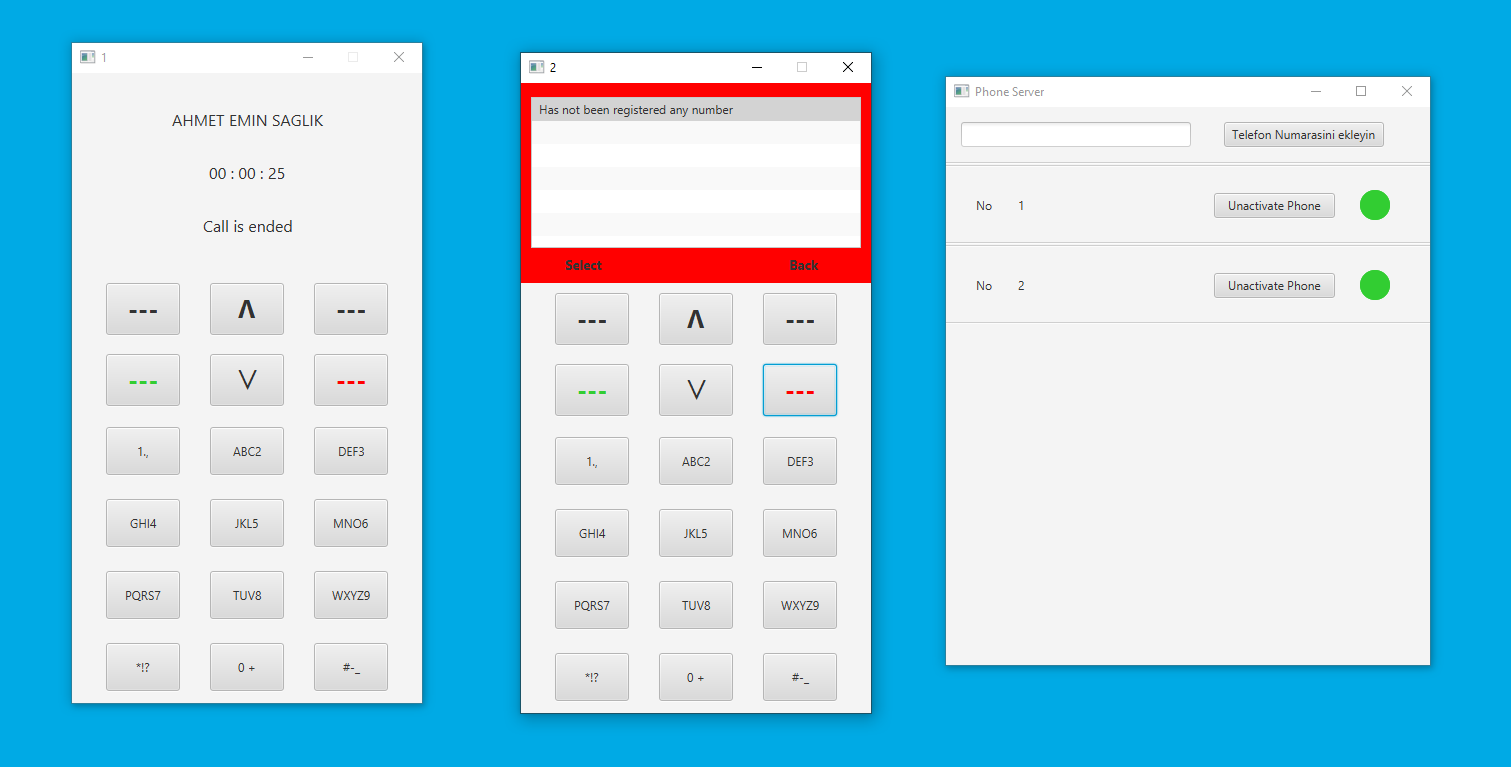 1
AHMET EMIN SAGLIK
00 : 00 : 25
Call is ended
--- Λ ---
--- V ---
1., ABC2 DEF3
GHI4 JKL5 MNO6
PQRS7 TUV8 WXYZ9
*!? 0 + #-_
2
Has not been registered any number
Select Back
--- Λ ---
--- V ---
1., ABC2 DEF3
GHI4 JKL5 MNO6
PQRS7 TUV8 WXYZ9
*!? 0 + #-_
Phone Server
Telefon Numarasini ekleyin
No 1 Unactivate Phone
No 2 Unactivate Phone